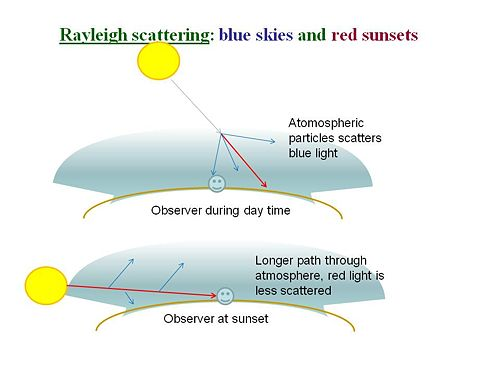 Rayleigh scattering: blue skies and red sunsets
Atomospheric
particles scatters
blue light
Observer during day time
Longer path through
atmosphere, red light is
less scattered
Observer at sunset